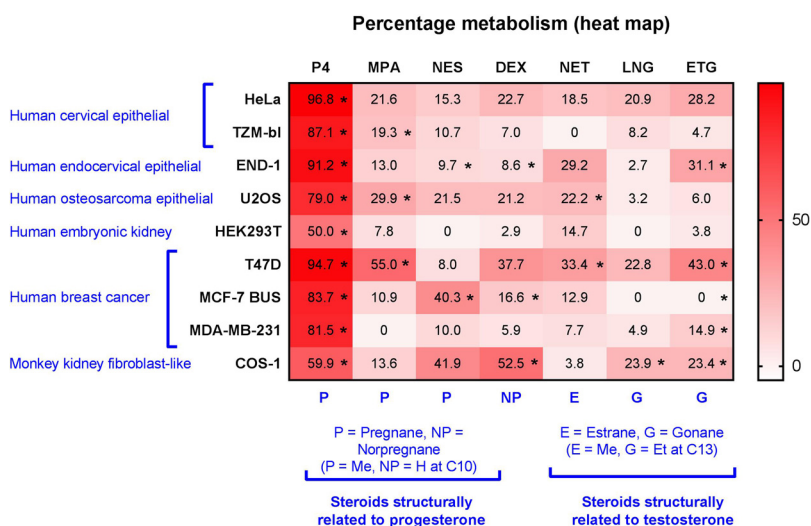 Percentage metabolism (heat map)
P4 MPA NES DEX NET LNG ETG
Human cervical epithelial
HeLa 96.8 * 21.6 15.3 22.7 18.5 20.9 28.2
TZM-bl 87.1 * 19.3 * 10.7 7.0 0 8.2 4.7
Human endocervical epithelial END-1 91.2 * 13.0 9.7 * 8.6 * 29.2 2.7 31.1 *
Human osteosarcoma epithelial U2OS 79.0 * 29.9 * 21.5 21.2 22.2 * 3.2 6.0
Human embryonic kidney HEK293T 50.0 * 7.8 0 2.9 14.7 0 3.8
T47D 94.7 * 55.0 * 8.0 37.7 33.4 * 22.8 43.0 *
Human breast cancer MCF-7 BUS 83.7 * 10.9 40.3 * 16.6 * 12.9 0 0 *
MDA-MB-231 81.5 * 0 10.0 5.9 7.7 4.9 14.9 *
Monkey kidney fibroblast-like COS-1 59.9 * 13.6 41.9 52.5 * 3.8 23.9 * 23.4 *
50
0
P P P NP E G G
P = Pregnane, NP =
Norpregnane
(P = Me, NP = H at C10)
E = Estrane, G = Gonane
(E = Me, G = Et at C13)
Steroids structurally
related to progesterone
Steroids structurally
related to testosterone